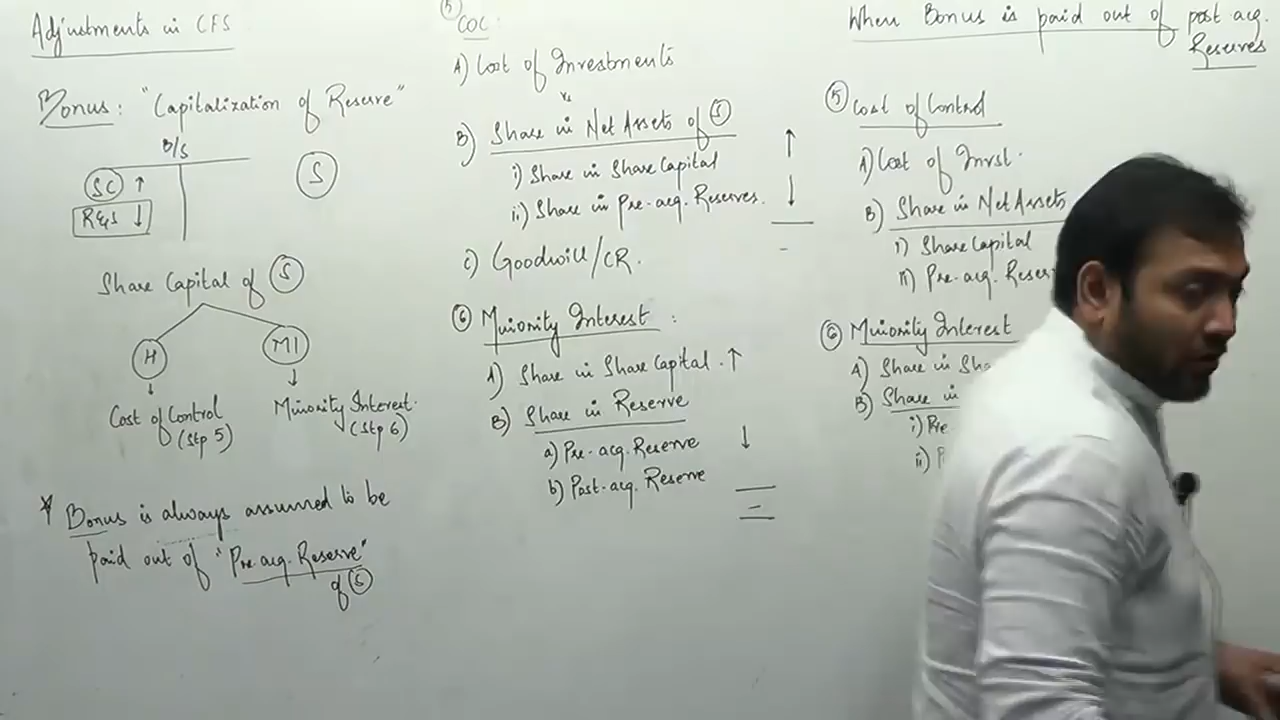 Adjustments in CFS
Bonus: "Capitalization of Reserve"
B/S
SC ↑
R&S ↓
S
Share Capital of S
H
MI
Cost of Control
(Stp 5)
Minority Interest.
(Stp 6)
* Bonus is always assumed to be
paid out of "Pre-acq. Reserve"
of S
5
COC:
A) Cost of Investments
vs
B) Share in Net Assets of S
i) Share in Share Capital ↑
ii) Share in Pre-acq. Reserves. ↓
-
C) Goodwill/CR.
6 Minority Interest:
A) Share in Share Capital. ↑
B) Share in Reserve
a) Pre-acq. Reserve ↓
b) Post-acq. Reserve
-
When Bonus is paid out of post acq.
Reserves
5 Cost of Control
A) Cost of Invst.
B) Share in Net Assets
i) Share Capital
ii) Pre-acq. Reser
6 Minority Interest
A) Share in Sha
B) Share in
i) Pre
ii) P